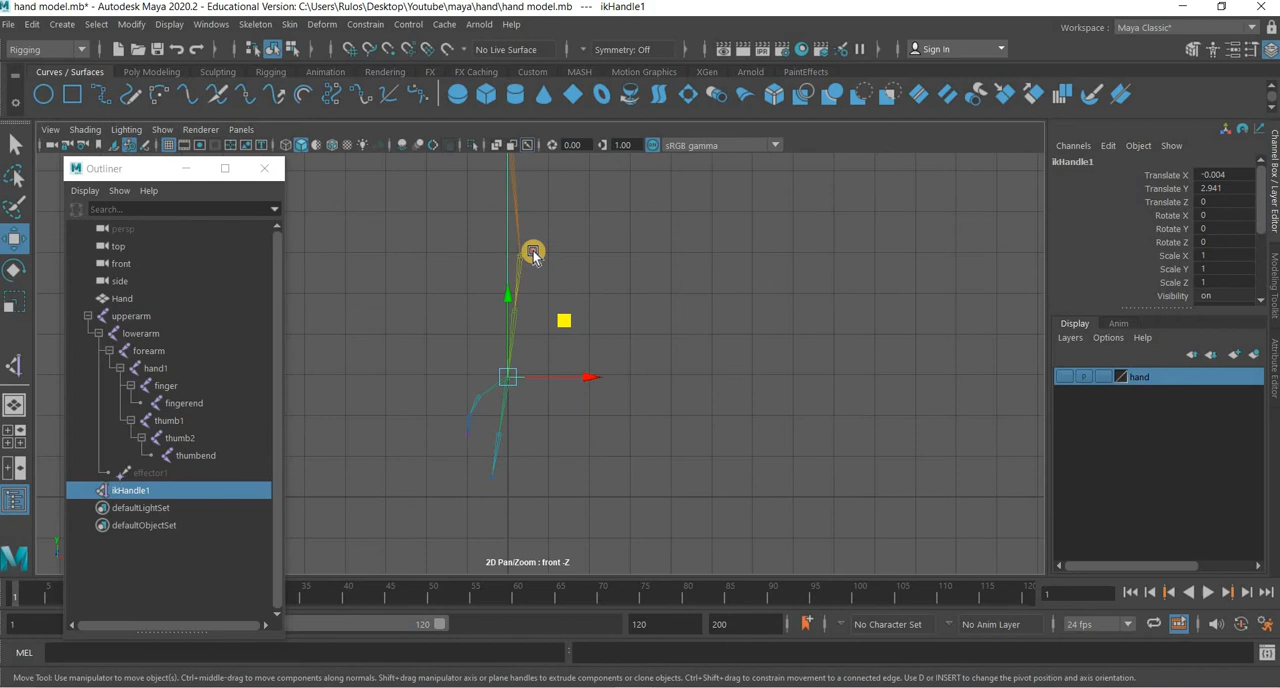 hand model.mb* - Autodesk Maya 2020.2 - Educational Version: C:\Users\Rulos\Desktop\Youtube\maya\hand\hand model.mb --- ikHandle1
File Edit Create Select Modify Display Windows Skeleton Skin Deform Constrain Control Cache Arnold Help
Workspace : Maya Classic*
Rigging No Live Surface Symmetry: Off Sign In
Curves / Surfaces Poly Modeling Sculpting Rigging Animation Rendering FX FX Caching Custom MASH Motion Graphics XGen Arnold PaintEffects
View Shading Lighting Show Renderer Panels
0.00 1.00 sRGB gamma
Outliner
Display Show Help
Search...
persp
top
front
side
Hand
upperarm
lowerarm
forearm
hand1
finger
fingerend
thumb1
thumb2
thumbend
effector1
ikHandle1
defaultLightSet
defaultObjectSet
2D Pan/Zoom : front -Z
Channels Edit Object Show
ikHandle1
Translate X -0.004
Translate Y 2.941
Translate Z 0
Rotate X 0
Rotate Y 0
Rotate Z 0
Scale X 1
Scale Y 1
Scale Z 1
Visibility on
Display Anim
Layers Options Help
P hand
Channel Box / Layer Editor
Modeling Toolkit
Attribute Editor
5 35 40 45 50 55 60 65 70 75 80 85 90 95 100 105 110 115 120
1 1
1 120 120 200 No Character Set No Anim Layer 24 fps
MEL
Move Tool: Use manipulator to move object(s). Ctrl+middle-drag to move components along normals. Shift+drag manipulator axis or plane handles to extrude components or clone objects. Ctrl+Shift+drag to constrain movement to a connected edge. Use D or INSERT to change the pivot position and axis orientation.